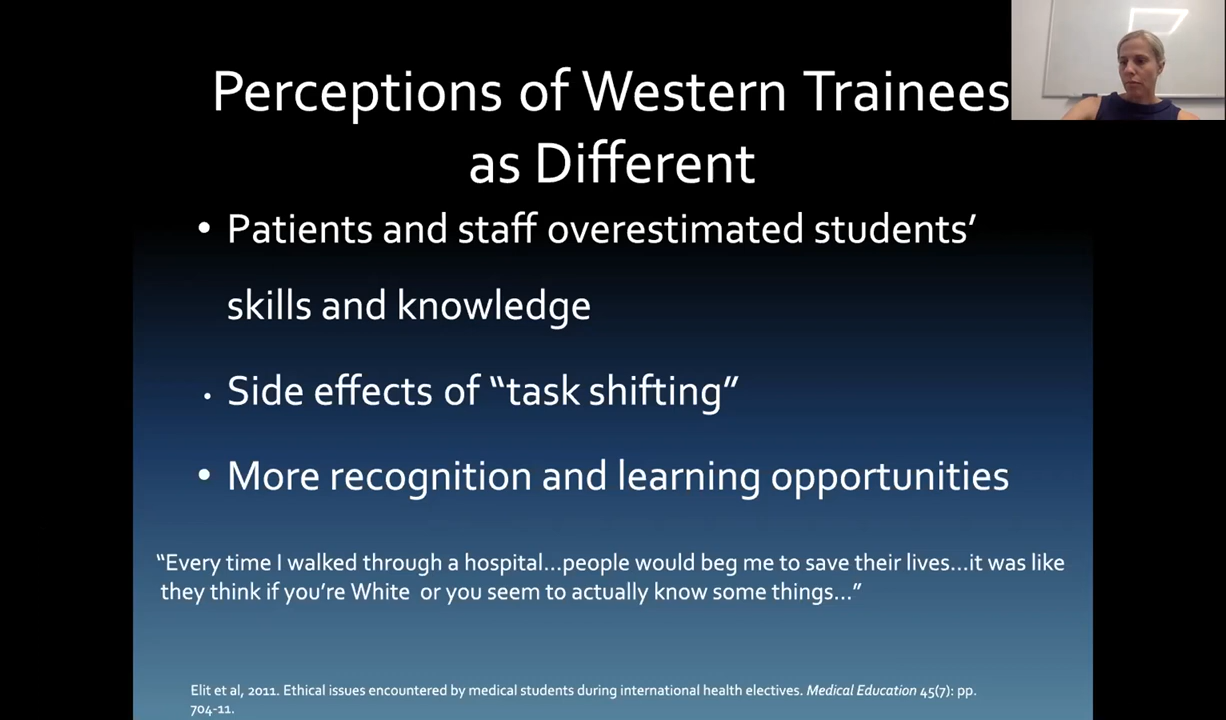 Perceptions of Western Trainees
as Different
• Patients and staff overestimated students’
skills and knowledge
• Side effects of “task shifting”
• More recognition and learning opportunities
“Every time I walked through a hospital…people would beg me to save their lives…it was like
they think if you’re White or you seem to actually know some things…”
Elit et al, 2011. Ethical issues encountered by medical students during international health electives. Medical Education 45(7): pp.
704-11.